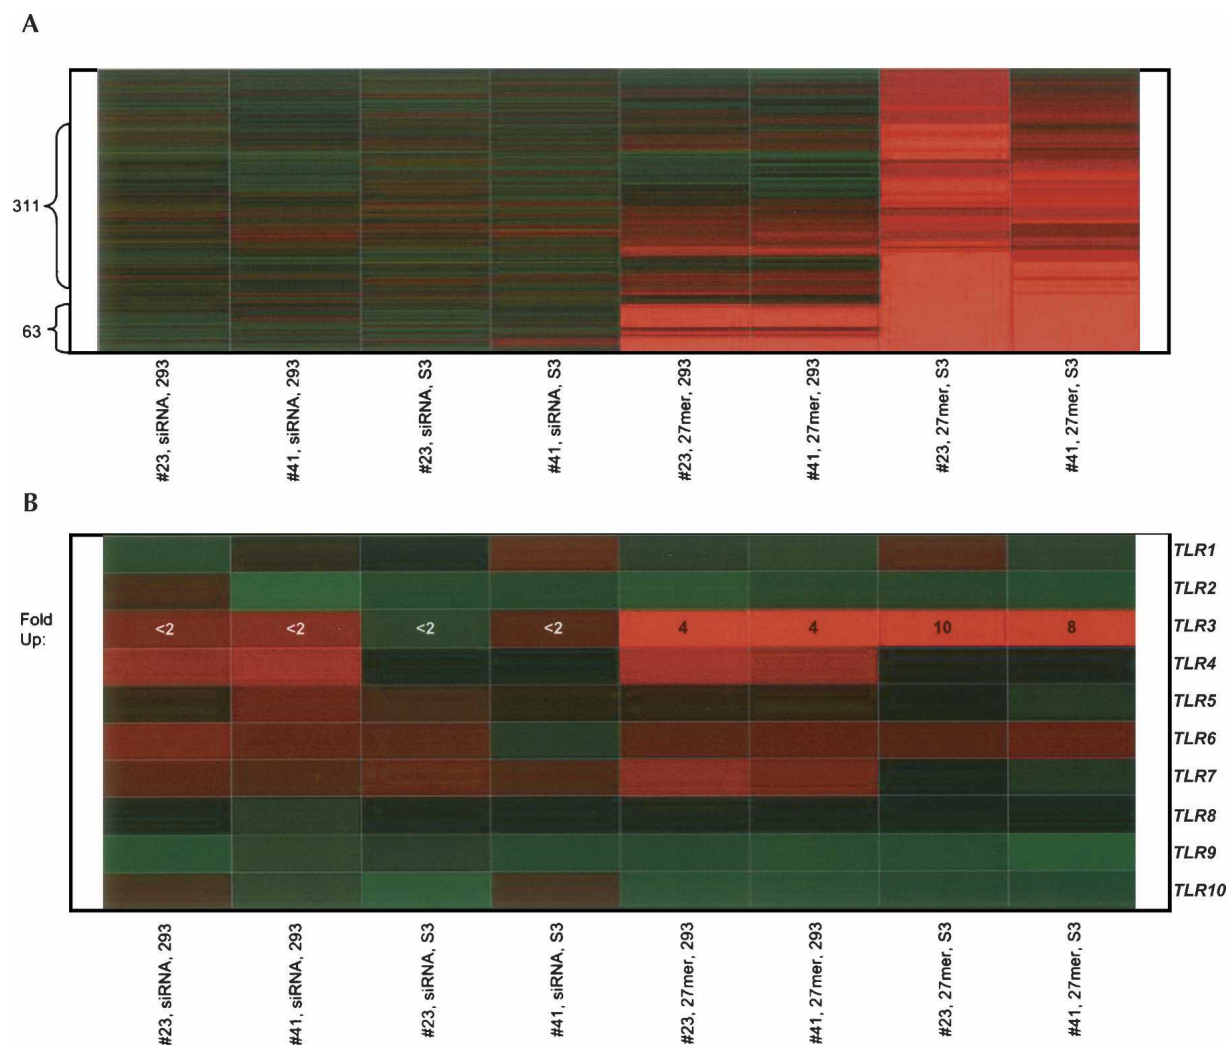 A
311
63
#23, siRNA, 293
#41, siRNA, 293
#23, siRNA, S3
#41, siRNA, S3
#23, 27mer, 293
#41, 27mer, 293
#23, 27mer, S3
#41, 27mer, S3
B
TLR1
TLR2
Fold Up: <2 <2 <2 <2 4 4 10 8 TLR3
TLR4
TLR5
TLR6
TLR7
TLR8
TLR9
TLR10
#23, siRNA, 293
#41, siRNA, 293
#23, siRNA, S3
#41, siRNA, S3
#23, 27mer, 293
#41, 27mer, 293
#23, 27mer, S3
#41, 27mer, S3